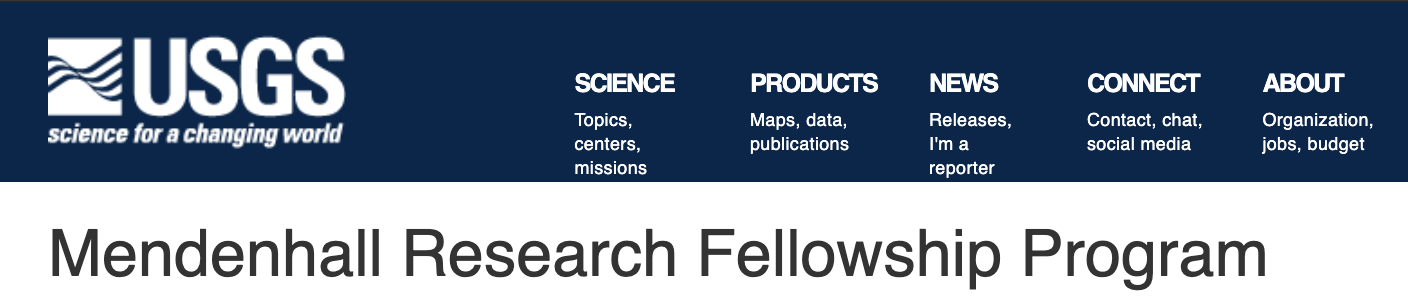 USGS
science for a changing world
SCIENCE
Topics,
centers,
missions
PRODUCTS
Maps, data,
publications
NEWS
Releases,
I'm a
reporter
CONNECT
Contact, chat,
social media
ABOUT
Organization,
jobs, budget
Mendenhall Research Fellowship Program